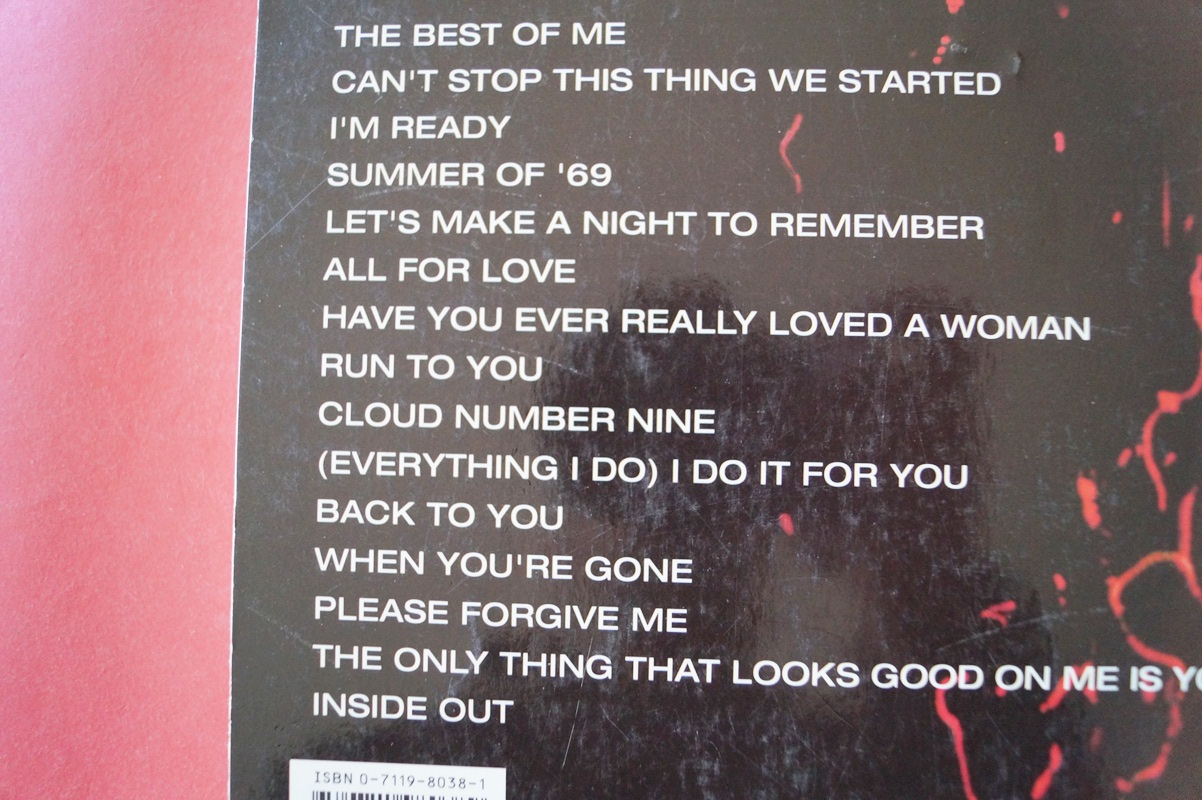 THE BEST OF ME
CAN'T STOP THIS THING WE STARTED
I'M READY
SUMMER OF '69
LET'S MAKE A NIGHT TO REMEMBER
ALL FOR LOVE
HAVE YOU EVER REALLY LOVED A WOMAN
RUN TO YOU
CLOUD NUMBER NINE
(EVERYTHING I DO) I DO IT FOR YOU
BACK TO YOU
WHEN YOU'RE GONE
PLEASE FORGIVE ME
THE ONLY THING THAT LOOKS GOOD ON ME IS
INSIDE OUT
ISBN 0-7119-8038-1